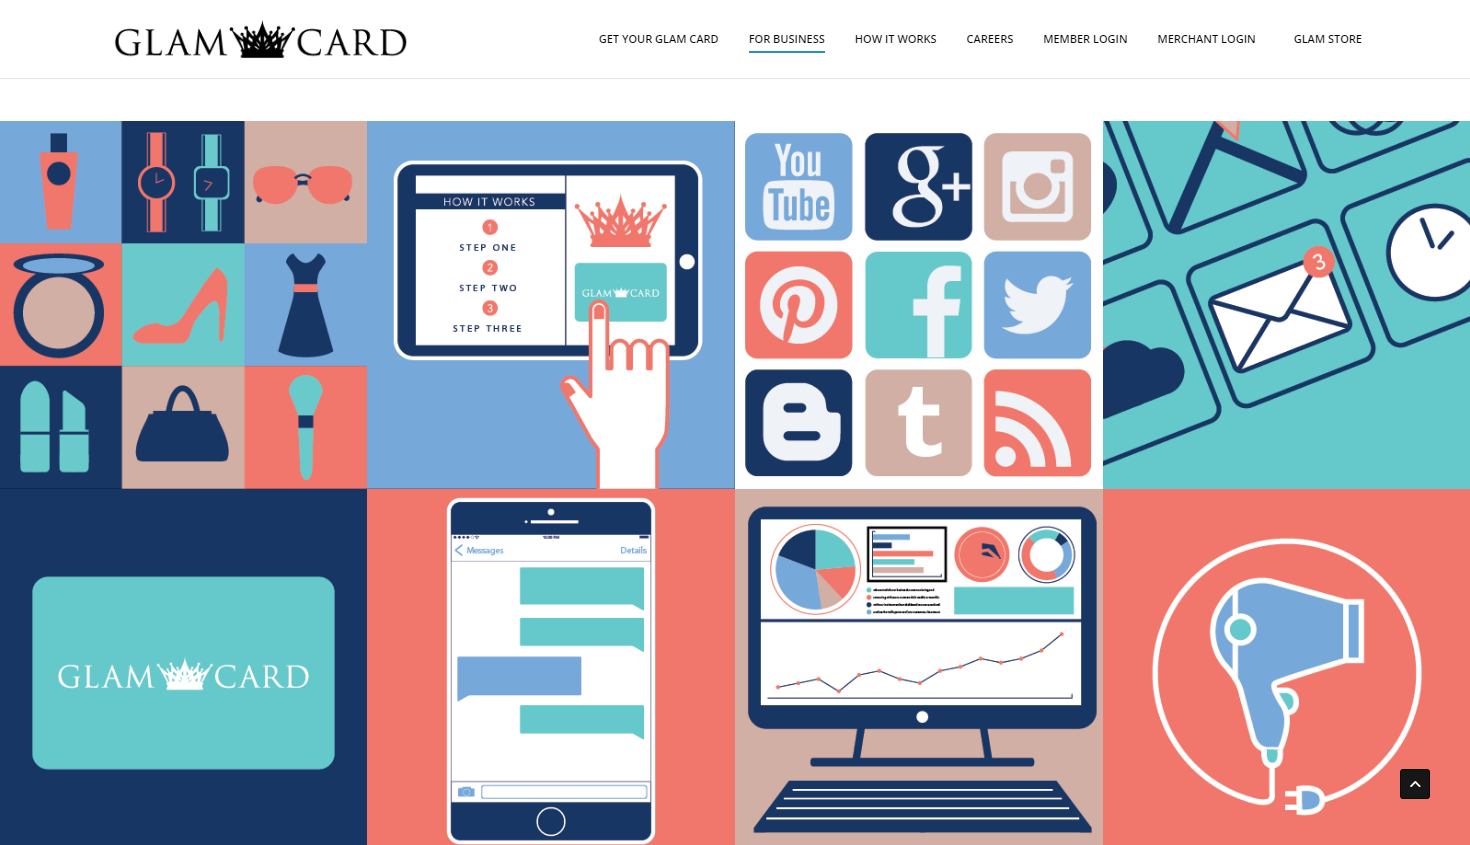 GLAM CARD
GET YOUR GLAM CARD
FOR BUSINESS
HOW IT WORKS
CAREERS
MEMBER LOGIN
MERCHANT LOGIN
GLAM STORE
HOW IT WORKS
1
STEP ONE
2
STEP TWO
3
STEP THREE
GLAM CARD
You
Tube
g+
3
GLAM CARD
Messages
Details